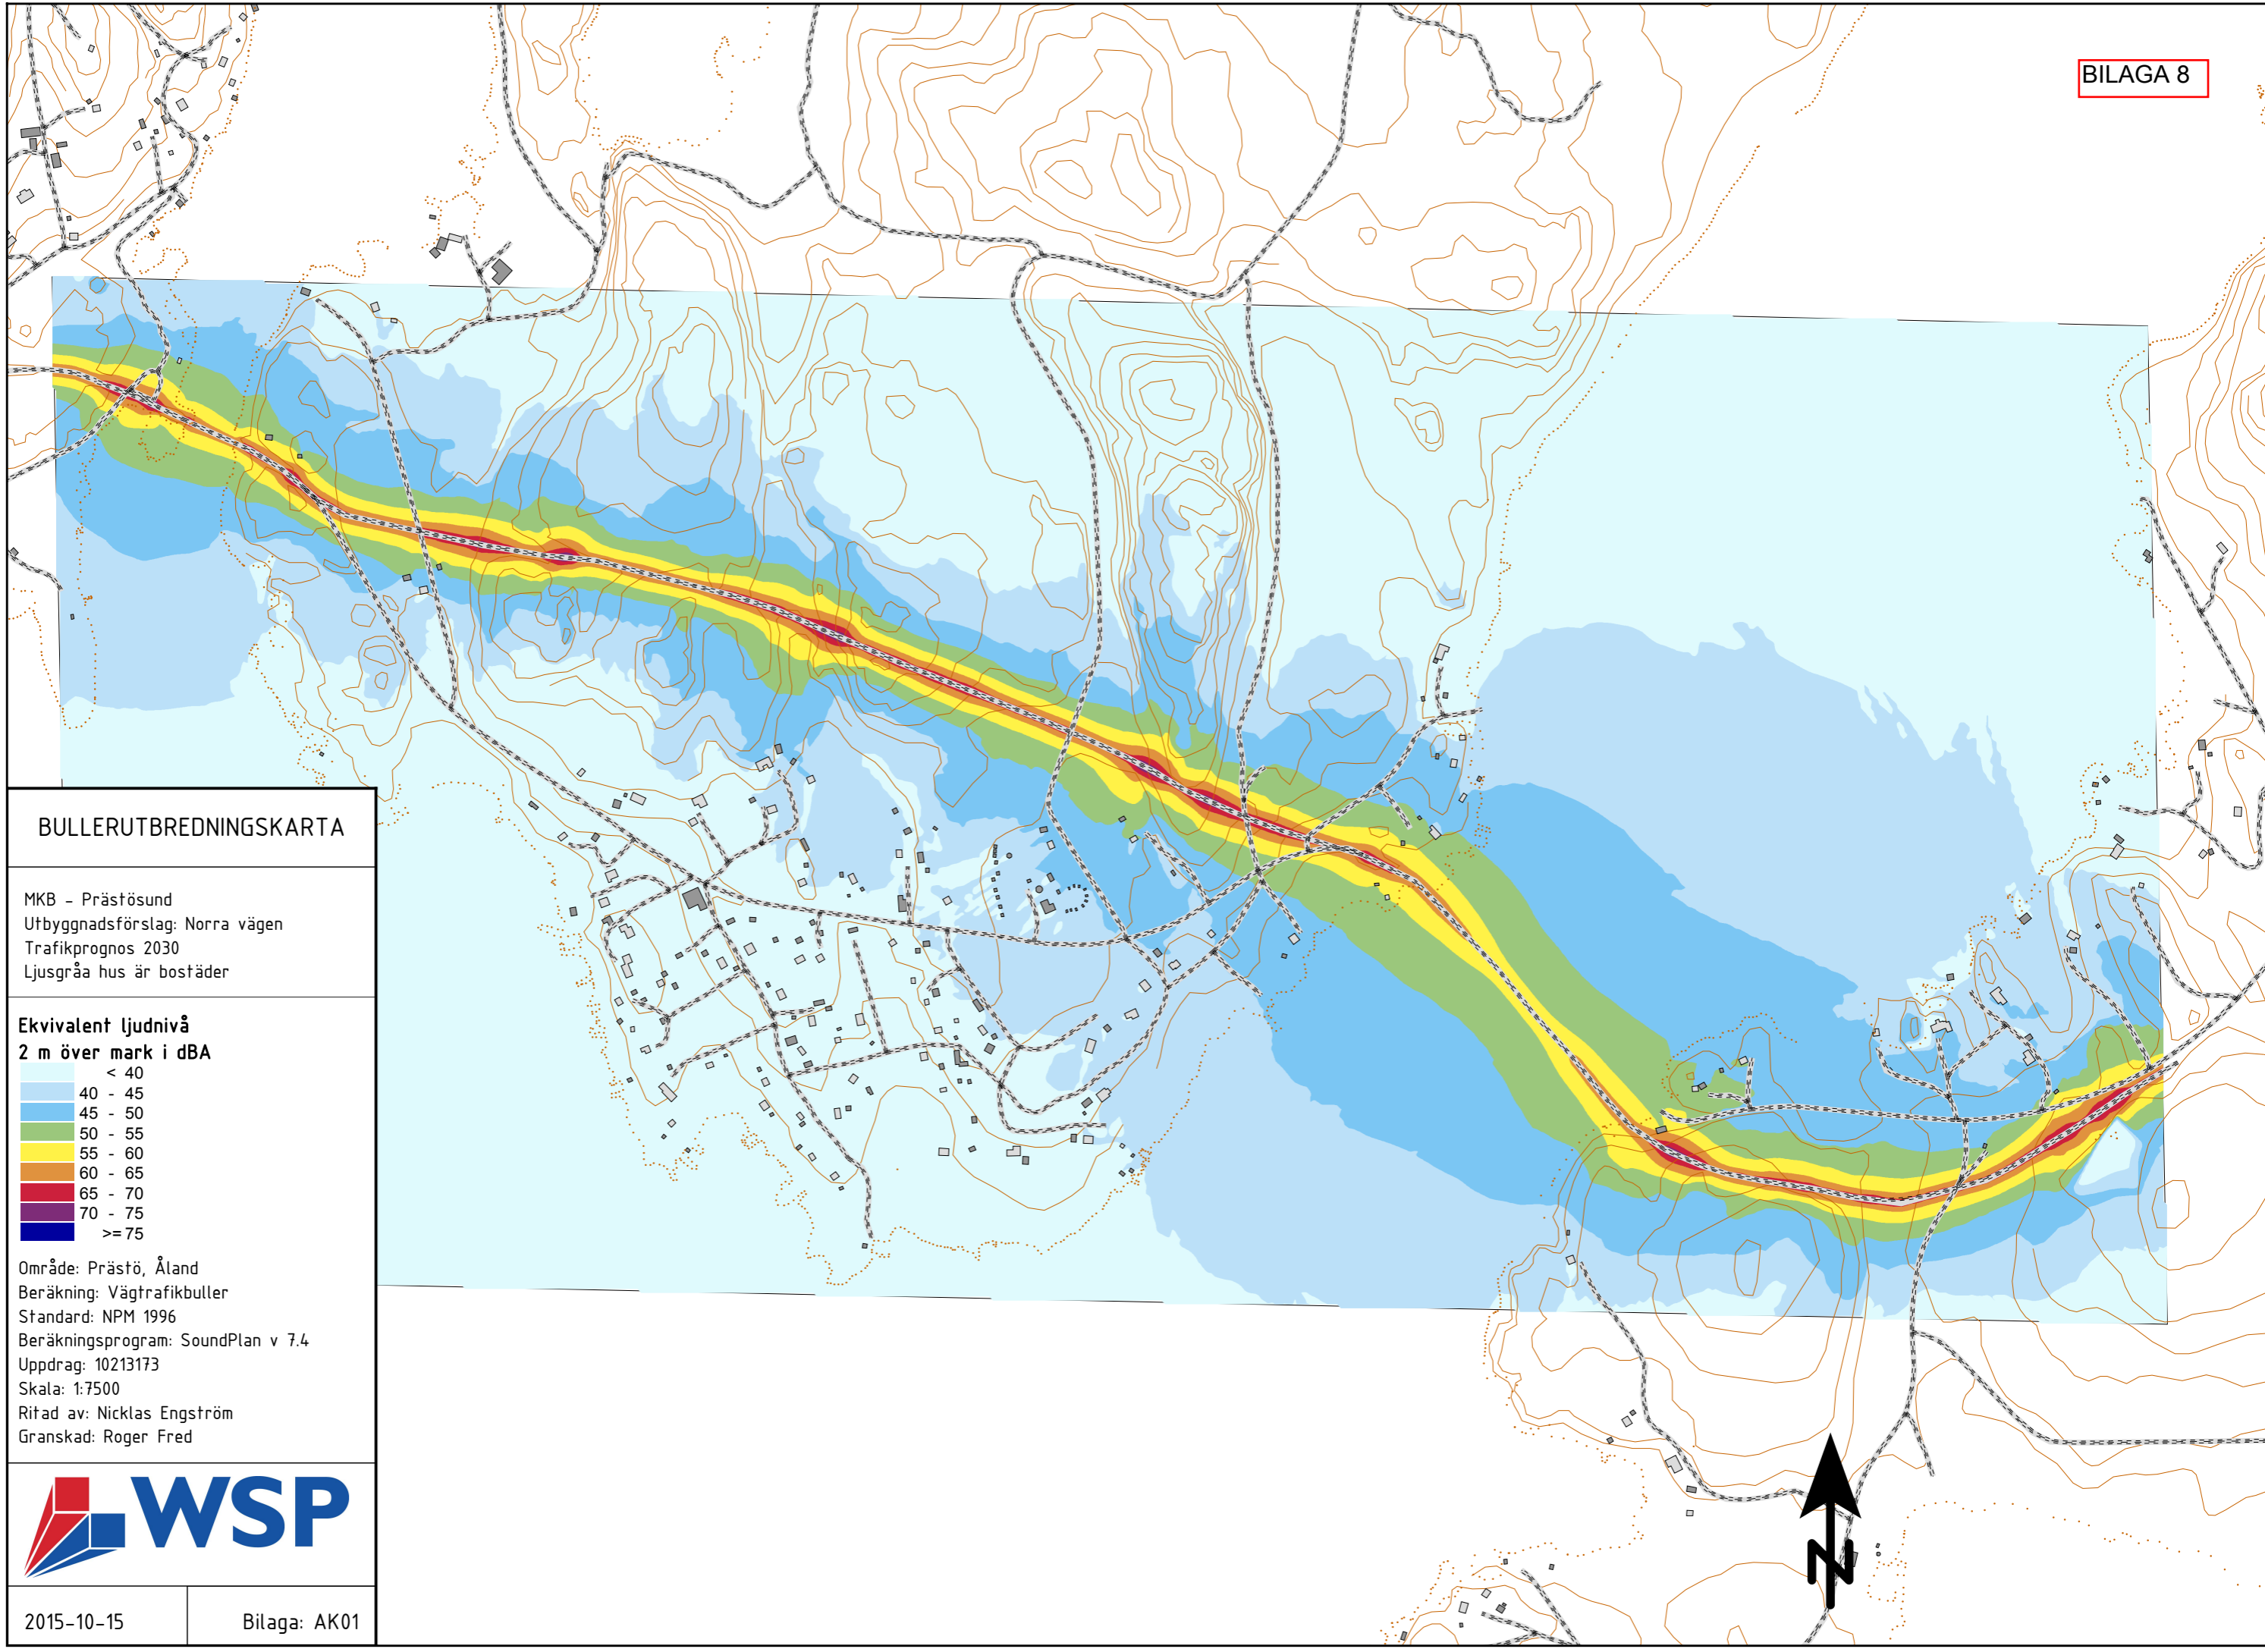 BILAGA 8
BULLERUTBREDNINGSKARTA
MKB - Prästösund
Utbyggnadsförslag: Norra vägen
Trafikprognos 2030
Ljusgråa hus är bostäder
Ekvivalent ljudnivå
2 m över mark i dBA
< 40
40 - 45
45 - 50
50 - 55
55 - 60
60 - 65
65 - 70
70 - 75
>= 75
Område: Prästö, Åland
Beräkning: Vägtrafikbuller
Standard: NPM 1996
Beräkningsprogram: SoundPlan v 7.4
Uppdrag: 10213173
Skala: 1:7500
Ritad av: Nicklas Engström
Granskad: Roger Fred
WSP
2015-10-15
Bilaga: AK01
N